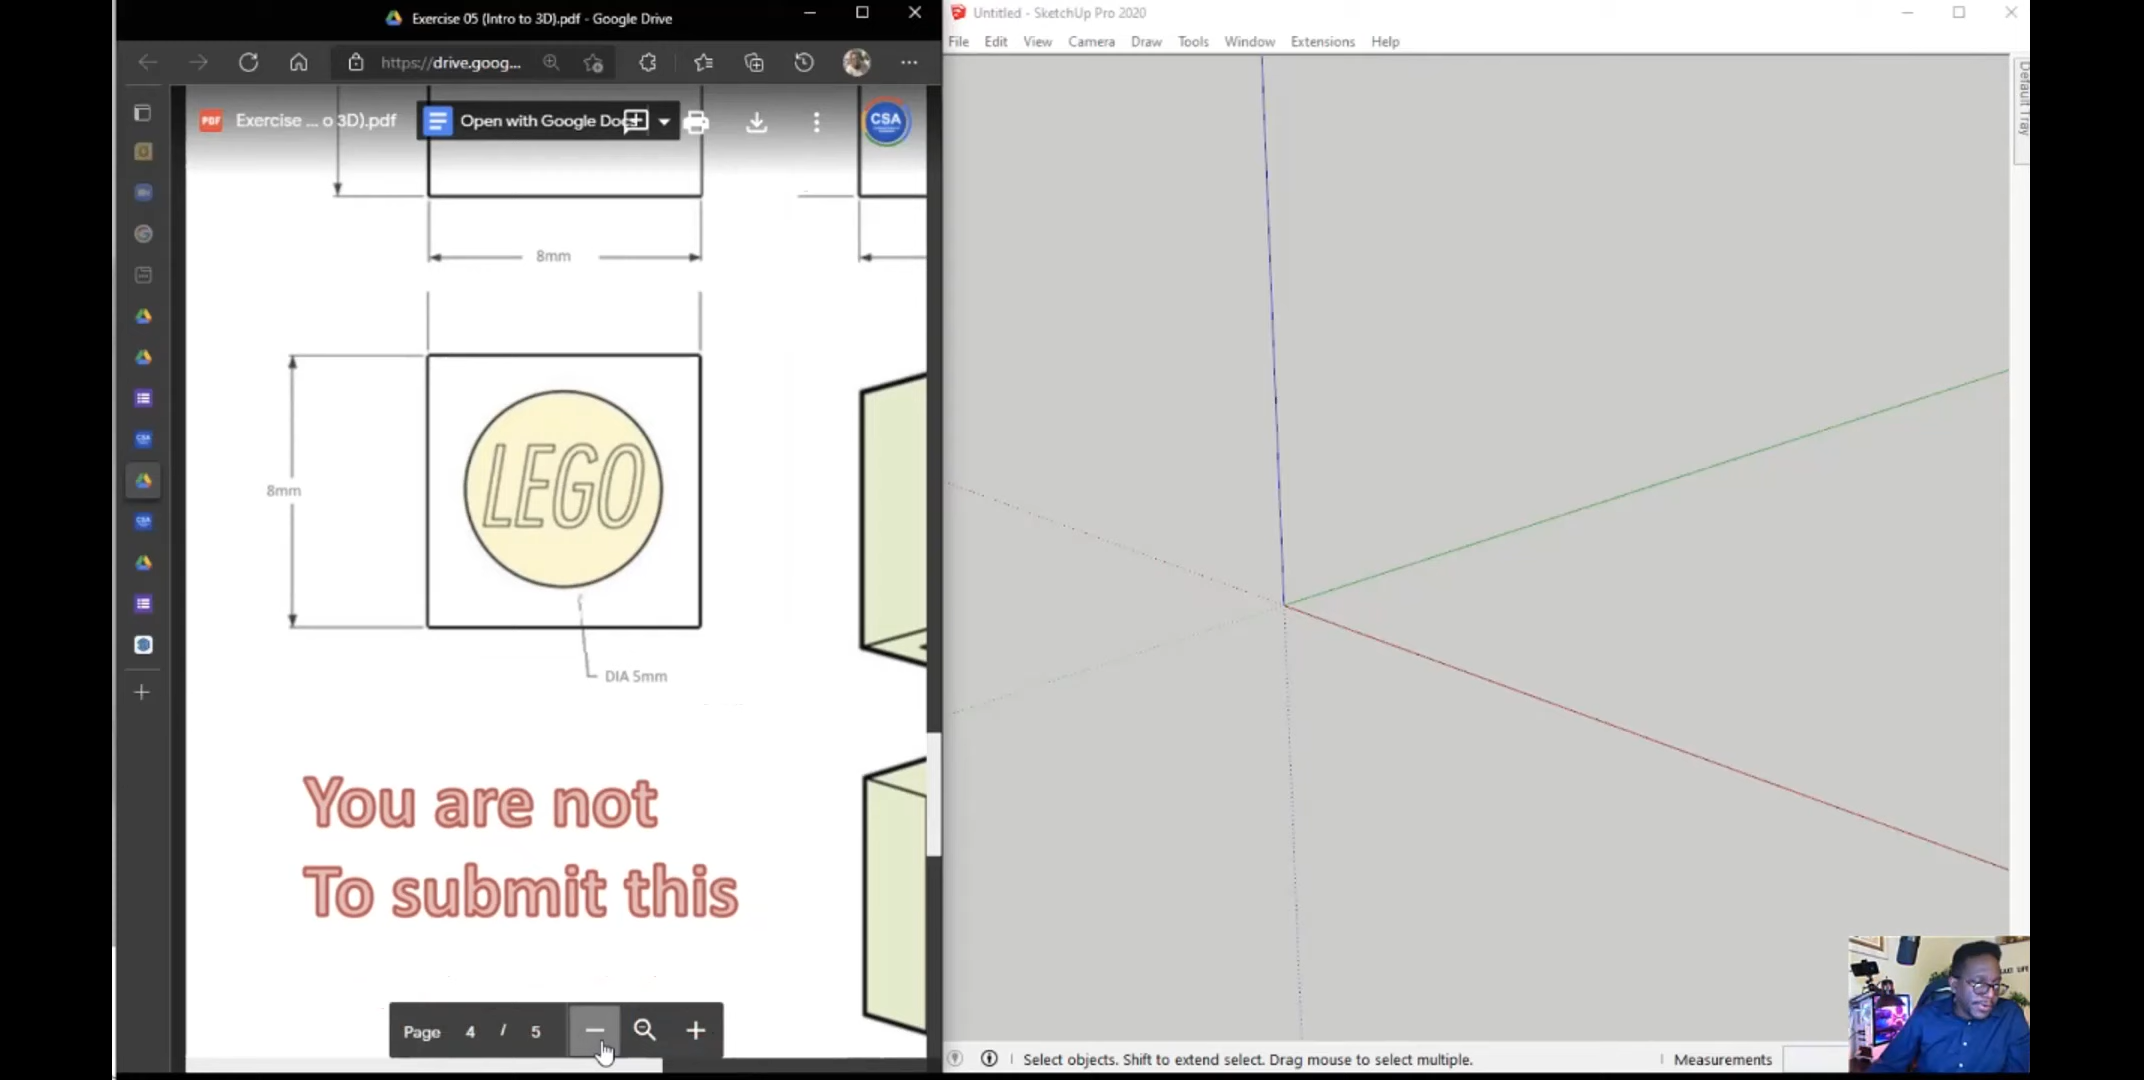 Exercise 05 (Intro to 3D).pdf - Google Drive
Untitled - SketchUp Pro 2020
File Edit View Camera Draw Tools Window Extensions Help
https://drive.goog...
PDF Exercise ... o 3D).pdf
Open with Google Docs
CSA
Default Tray
8mm
LEGO
8mm
DIA 5mm
You are not
To submit this
Page 4 / 5
Select objects. Shift to extend select. Drag mouse to select multiple.
Measurements